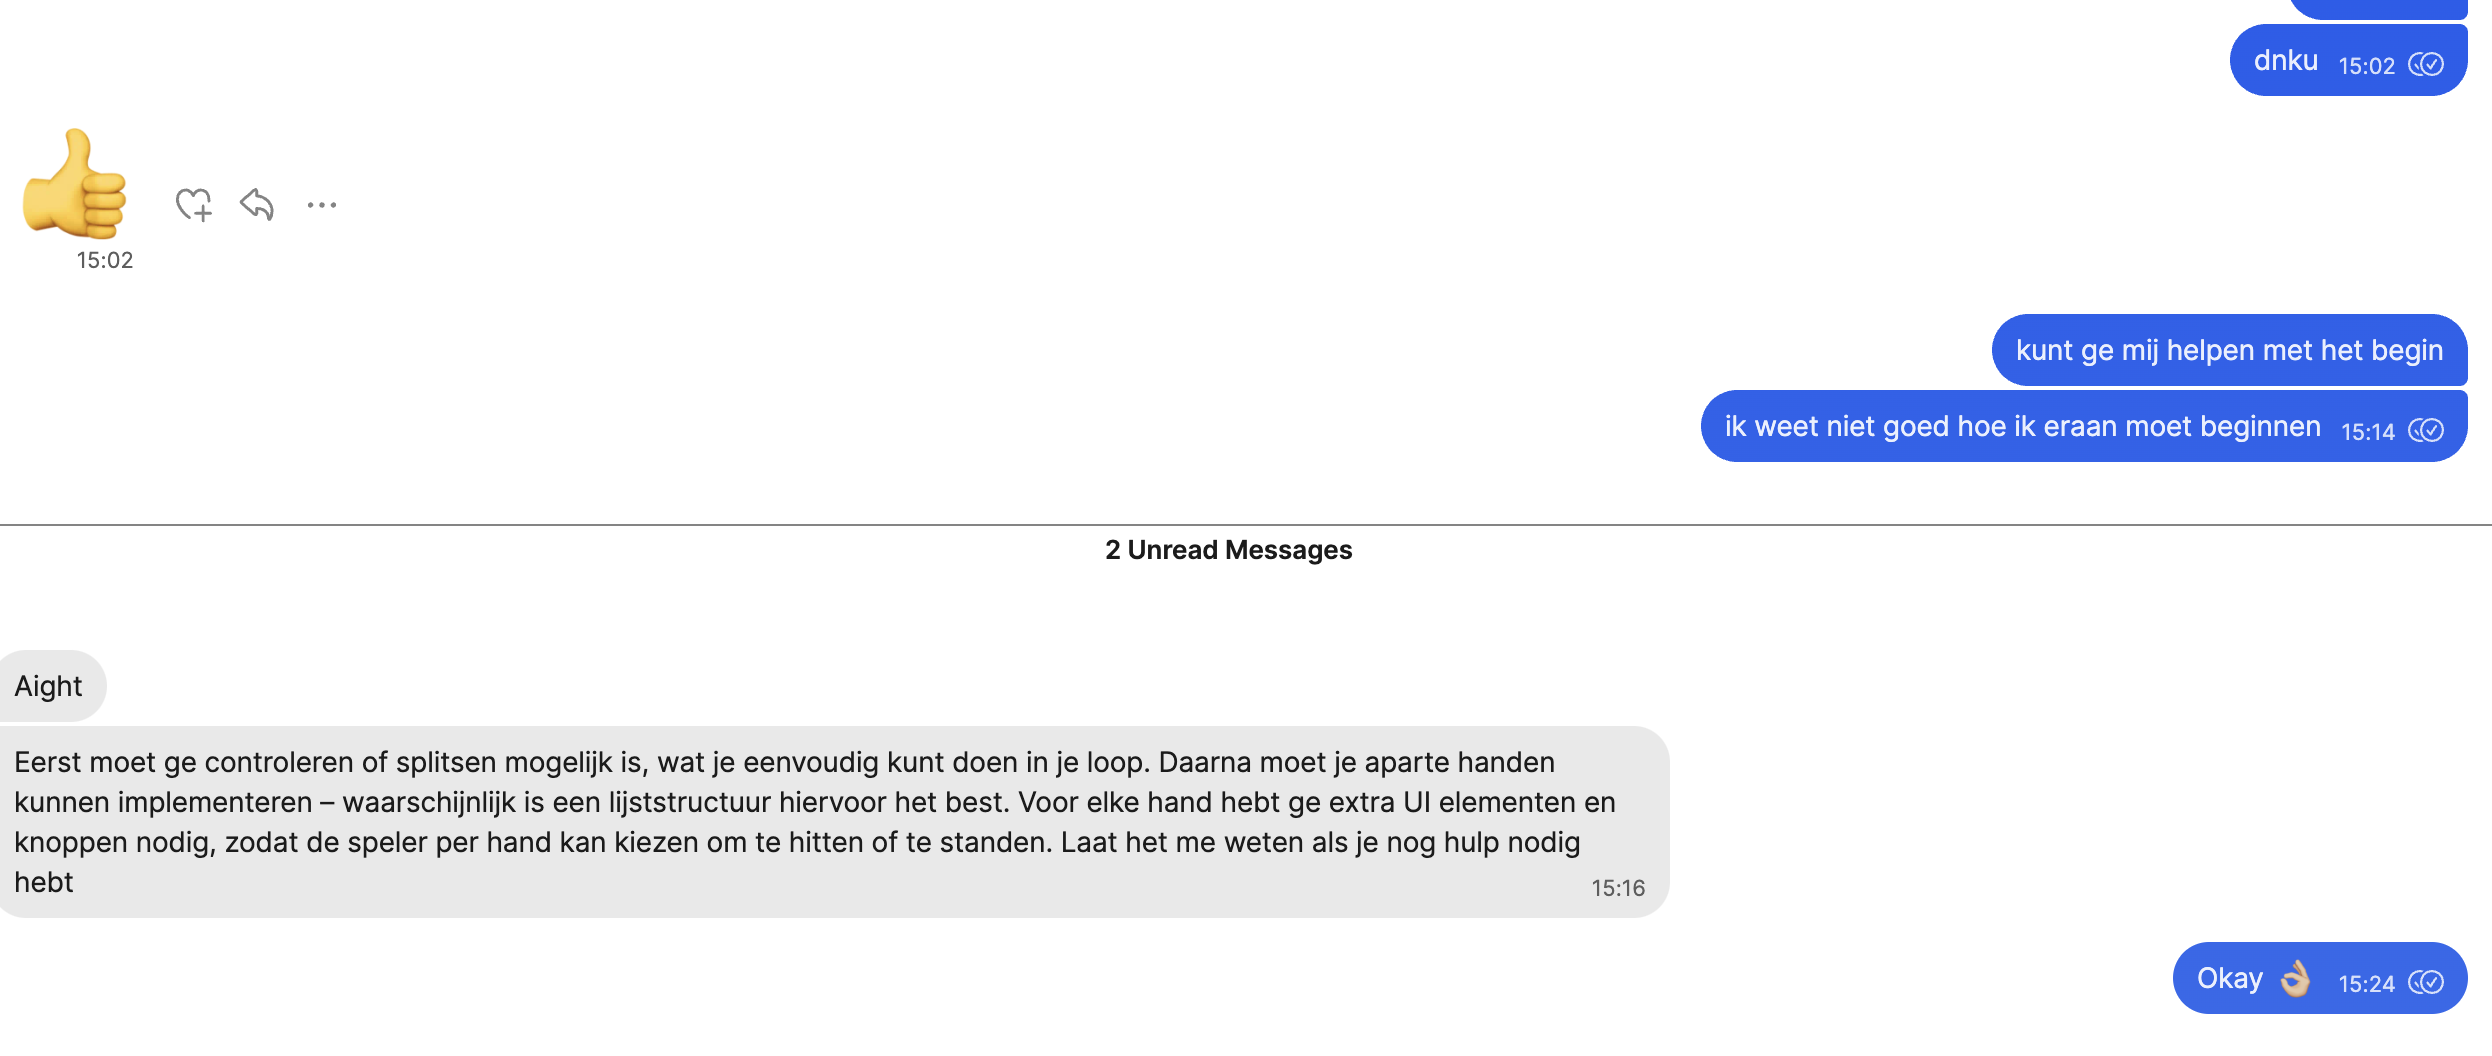 dnku 15:02
15:02
kunt ge mij helpen met het begin
ik weet niet goed hoe ik eraan moet beginnen 15:14
2 Unread Messages
Aight
Eerst moet ge controleren of splitsen mogelijk is, wat je eenvoudig kunt doen in je loop. Daarna moet je aparte handen
kunnen implementeren – waarschijnlijk is een lijststructuur hiervoor het best. Voor elke hand hebt ge extra UI elementen en
knoppen nodig, zodat de speler per hand kan kiezen om te hitten of te standen. Laat het me weten als je nog hulp nodig
hebt
15:16
Okay 👌🏼 15:24